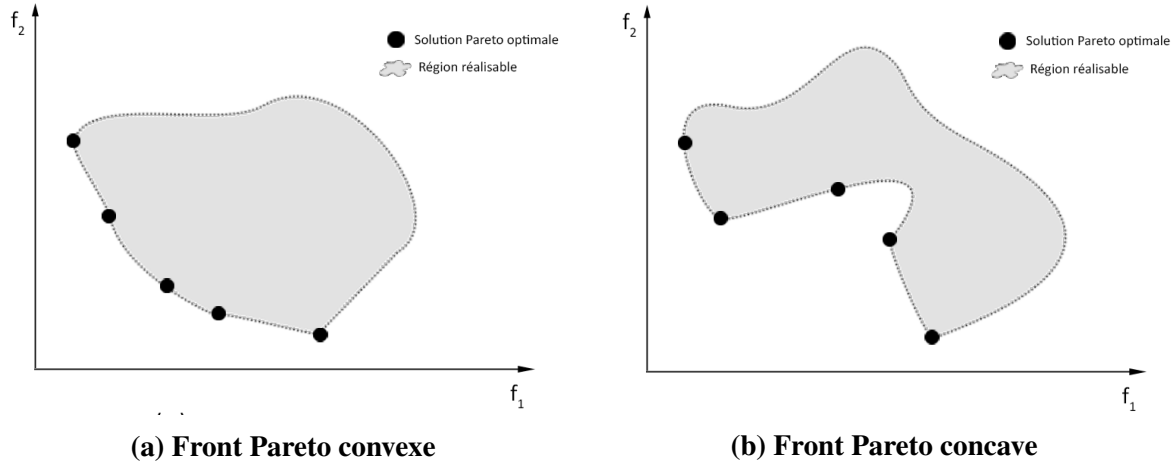 f2
Solution Pareto optimale
Région réalisable
f1
(a) Front Pareto convexe
f2
Solution Pareto optimale
Région réalisable
f1
(b) Front Pareto concave